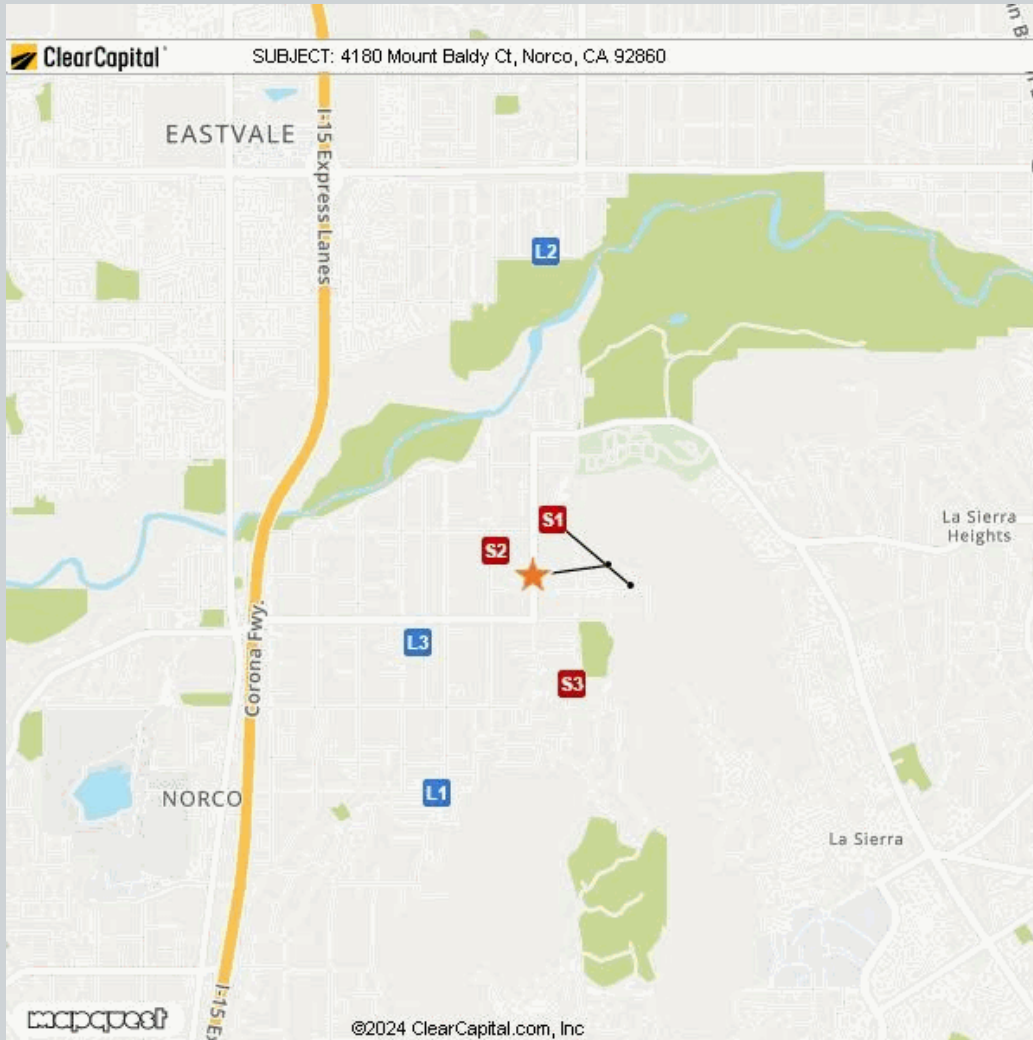 ClearCapital
SUBJECT: 4180 Mount Baldy Ct, Norco, CA 92860
EASTVALE
I-15 Express Lanes
L2
S1
La Sierra
Heights
S2
Corona Fwy.
L3
S3
L1
NORCO
La Sierra
mapquest
©2024 ClearCapital.com, Inc